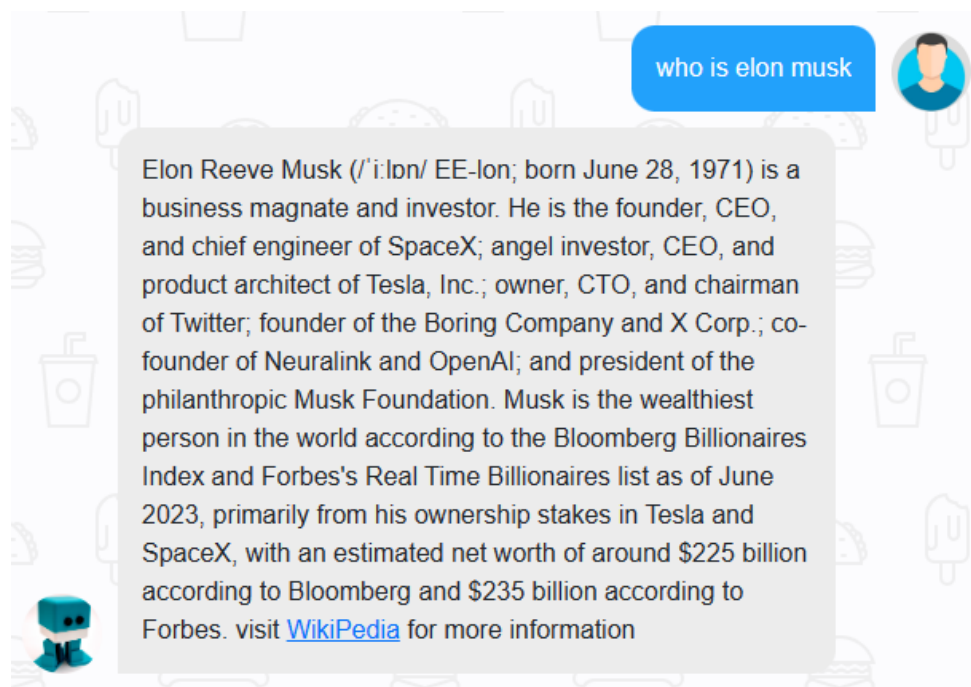 who is elon musk
Elon Reeve Musk (/ˈiːlɒn/ EE-lon; born June 28, 1971) is a
business magnate and investor. He is the founder, CEO,
and chief engineer of SpaceX; angel investor, CEO, and
product architect of Tesla, Inc.; owner, CTO, and chairman
of Twitter; founder of the Boring Company and X Corp.; co-
founder of Neuralink and OpenAI; and president of the
philanthropic Musk Foundation. Musk is the wealthiest
person in the world according to the Bloomberg Billionaires
Index and Forbes's Real Time Billionaires list as of June
2023, primarily from his ownership stakes in Tesla and
SpaceX, with an estimated net worth of around $225 billion
according to Bloomberg and $235 billion according to
Forbes. visit WikiPedia for more information